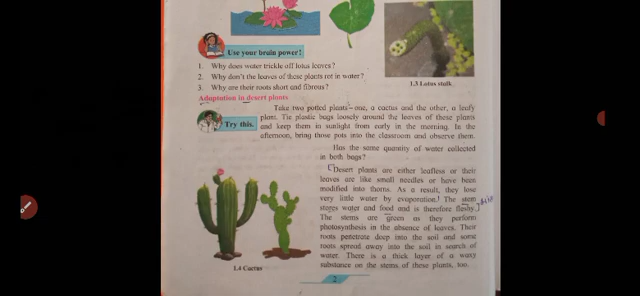 Use your brain power!
1. Why does water trickle off lotus leaves?
2. Why don't the leaves of these plants rot in water?
3. Why are their roots short and fibrous?
1.3 Lotus stalk
Adaptation in desert plants
Try this.
Take two potted plants - one, a cactus and the other, a leafy
plant. Tie plastic bags loosely around the leaves of these plants
and keep them in sunlight from early in the morning. In the
afternoon, bring those pots into the classroom and observe them.
Has the same quantity of water collected
in both bags?
Desert plants are either leafless or their
leaves are like small needles or have been
modified into thorns. As a result, they lose
very little water by evaporation. The stem
stores water and food and is therefore fleshy.
The stems are green as they perform
photosynthesis in the absence of leaves. Their
roots penetrate deep into the soil and some
roots spread away into the soil in search of
water. There is a thick layer of a waxy
substance on the stems of these plants, too.
1.4 Cactus
2